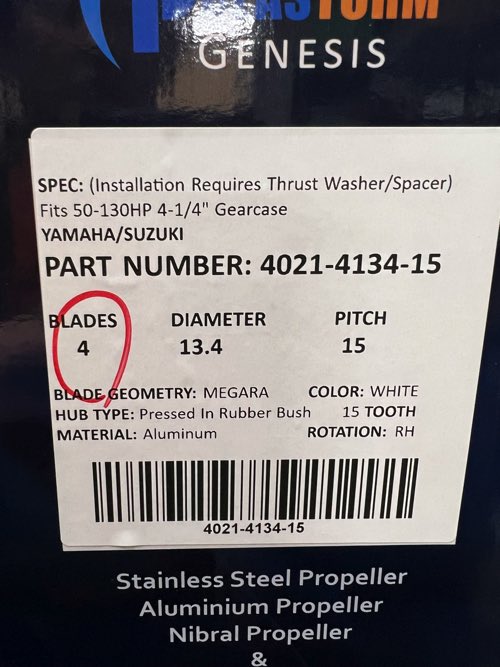 GENESIS
SPEC: (Installation Requires Thrust Washer/Spacer)
Fits 50-130HP 4-1/4" Gearcase
YAMAHA/SUZUKI
PART NUMBER: 4021-4134-15
BLADES DIAMETER PITCH
4 13.4 15
BLADE GEOMETRY: MEGARA COLOR: WHITE
HUB TYPE: Pressed In Rubber Bush 15 TOOTH
MATERIAL: Aluminum ROTATION: RH
4021-4134-15
Stainless Steel Propeller
Aluminium Propeller
Nibral Propeller
&